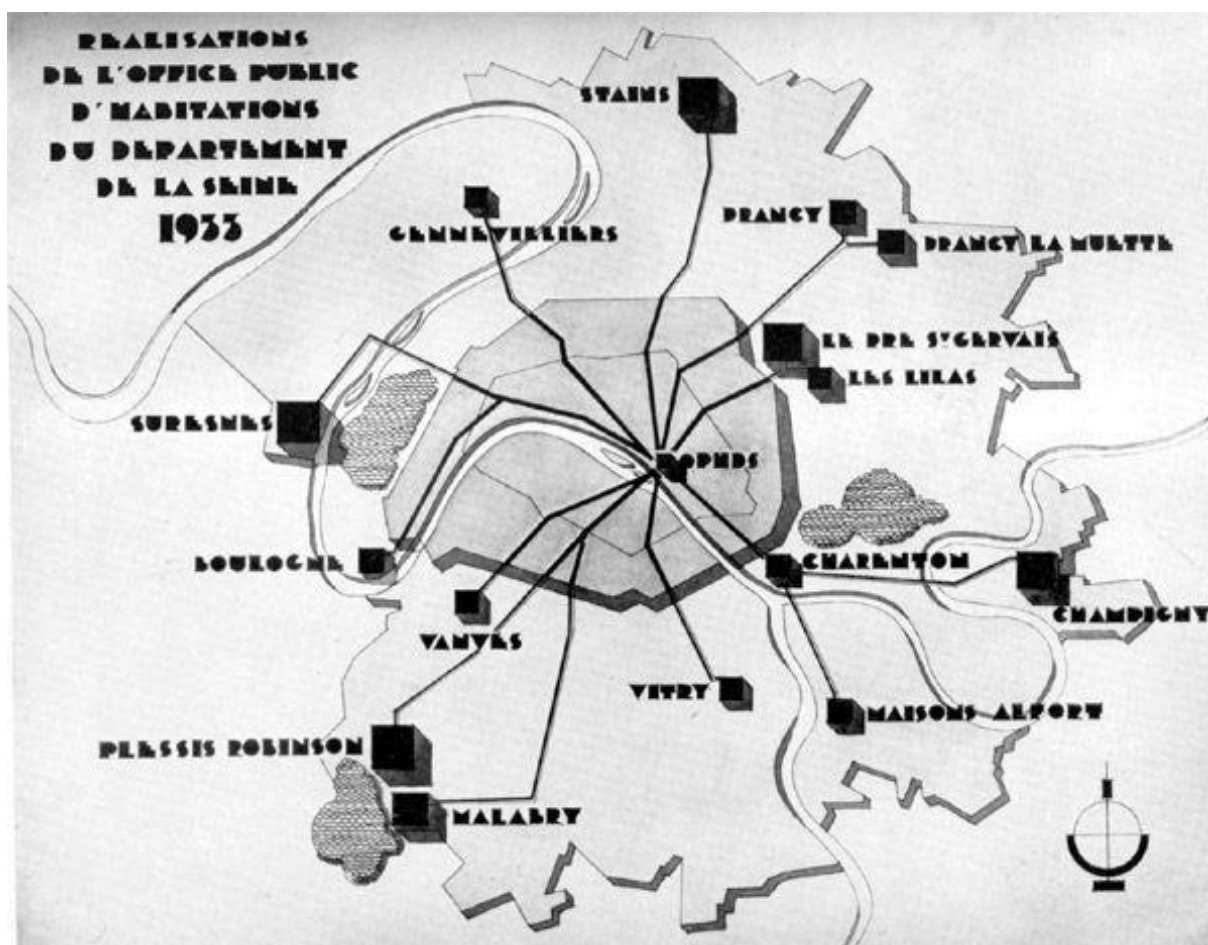 REALISATIONS
DE L'OFFICE PUBLIC
D'HABITATIONS
DU DEPARTEMENT
DE LA SEINE
1933
STAINS
GENNEVILLIERS
DRANCY
DRANCY LA MUETTE
LE PRE St GERVAIS
LES LILAS
SURESNES
OPHDS
BOULOGNE
CHARENTON
CHAMPIGNY
VANVES
VITRY
MAISONS ALFORT
PLESSIS ROBINSON
MALABRY